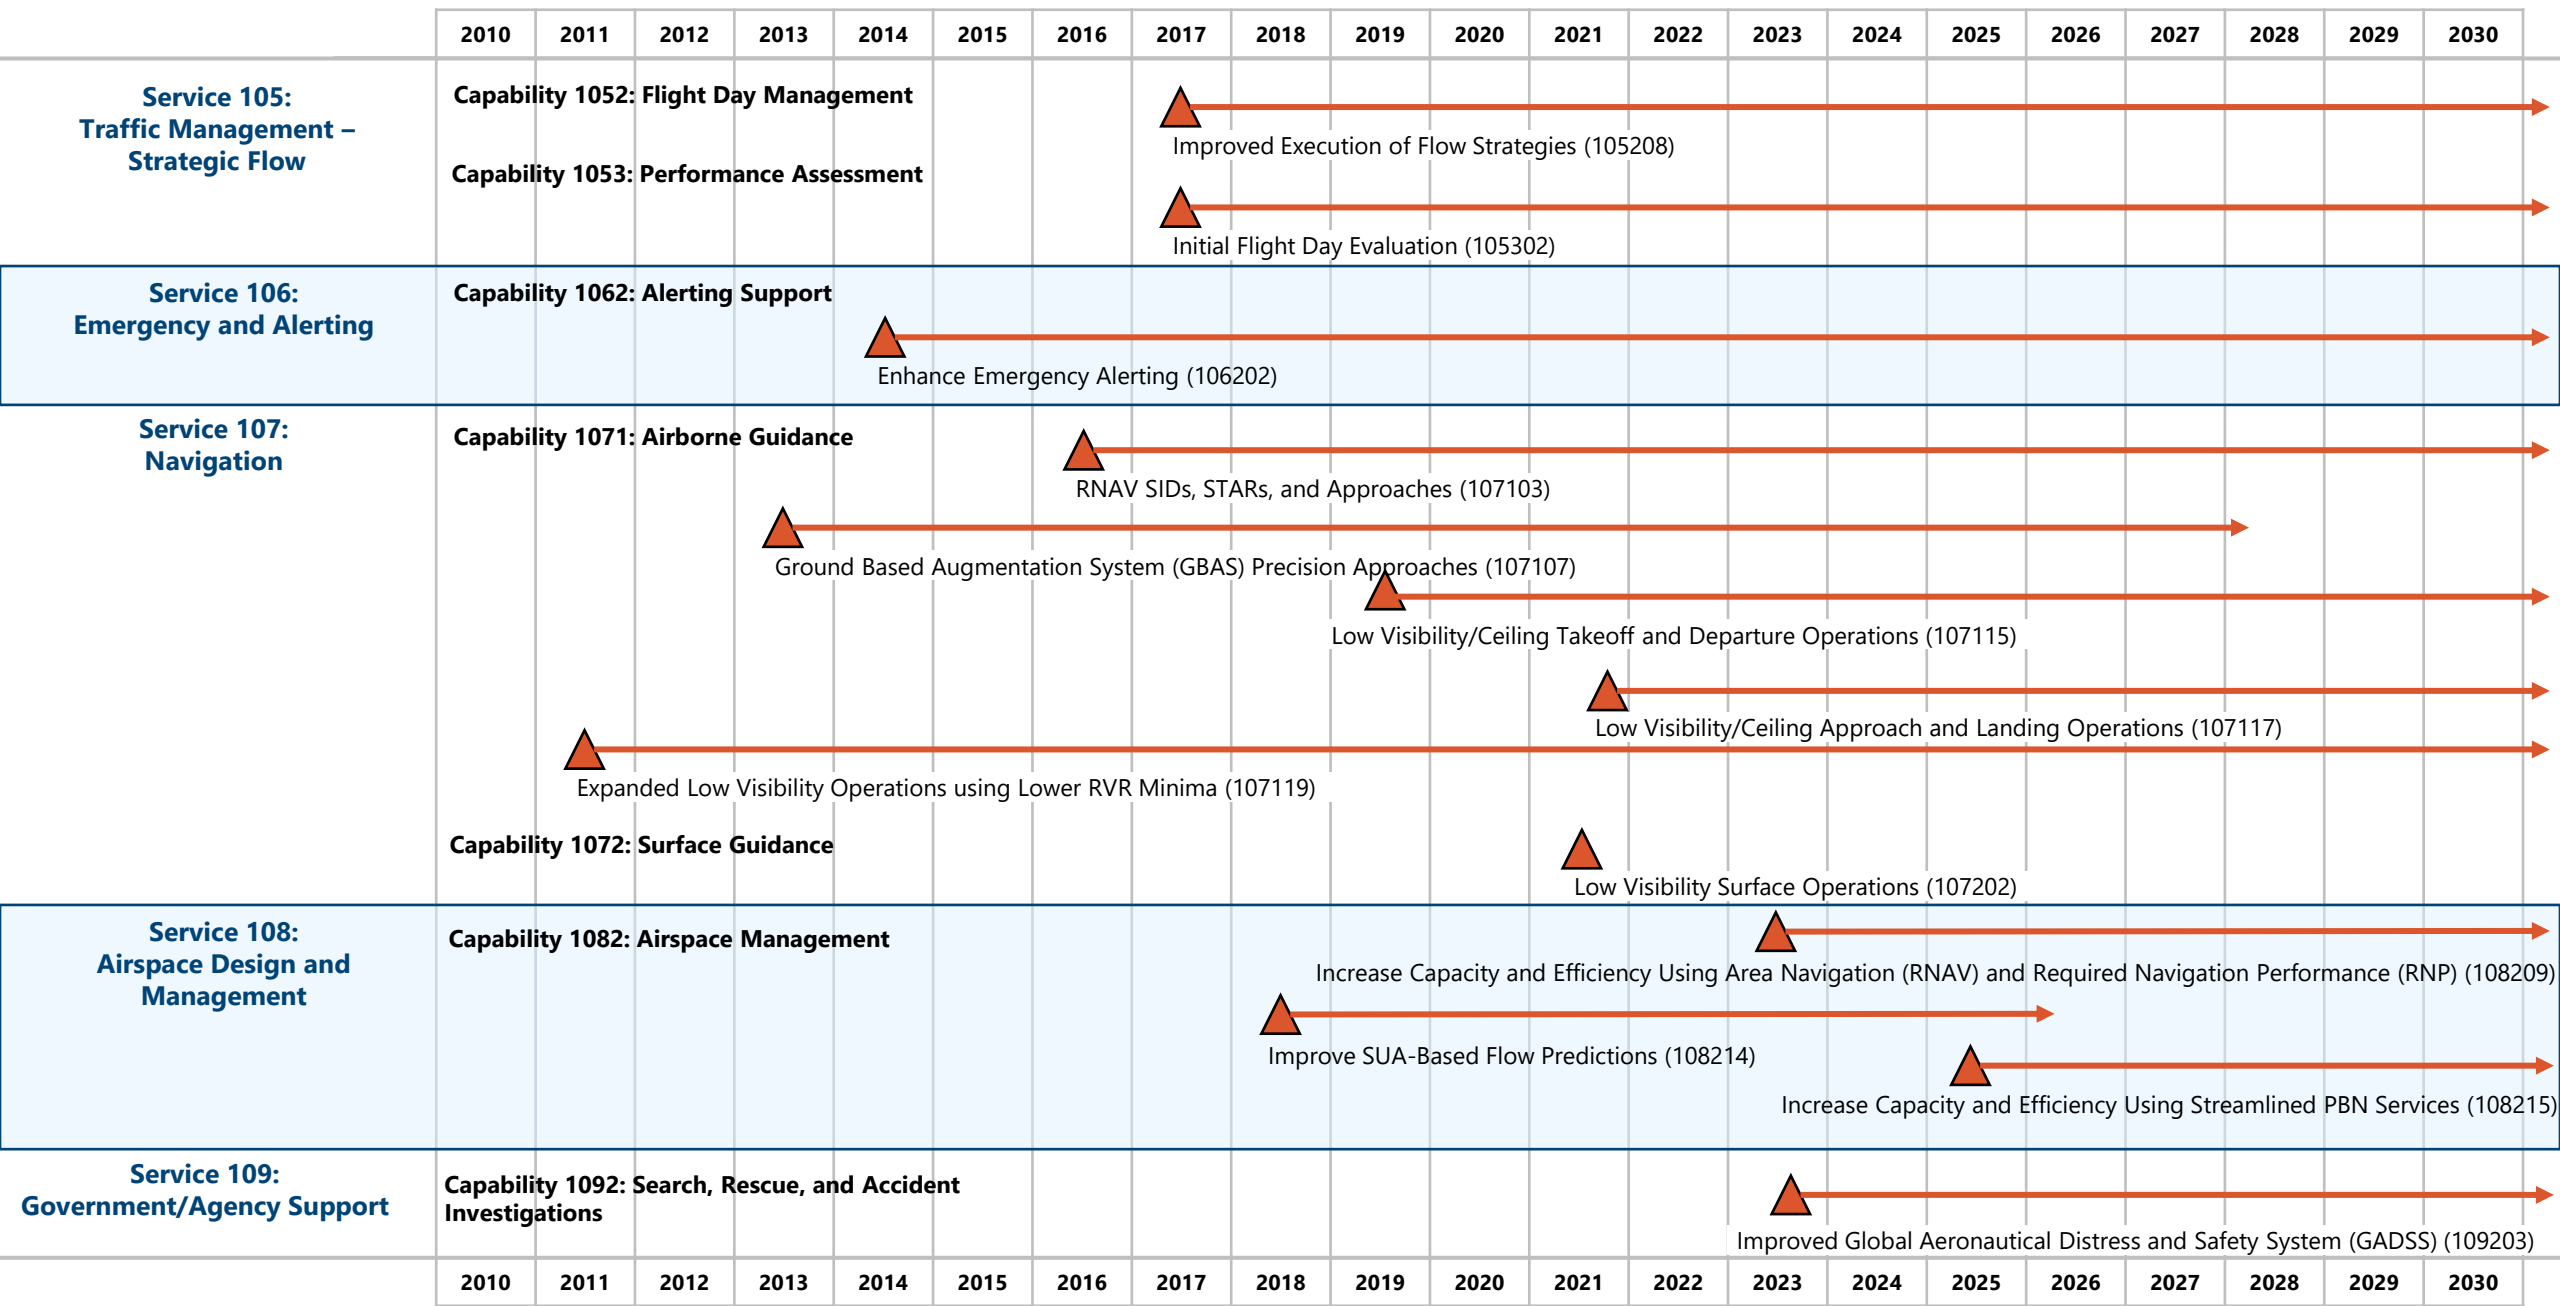 2010 2011 2012 2013 2014 2015 2016 2017 2018 2019 2020 2021 2022 2023 2024 2025 2026 2027 2028 2029 2030
Service 105:
Traffic Management –
Strategic Flow
Capability 1052: Flight Day Management
Improved Execution of Flow Strategies (105208)
Capability 1053: Performance Assessment
Initial Flight Day Evaluation (105302)
Service 106:
Emergency and Alerting
Capability 1062: Alerting Support
Enhance Emergency Alerting (106202)
Service 107:
Navigation
Capability 1071: Airborne Guidance
RNAV SIDs, STARs, and Approaches (107103)
Ground Based Augmentation System (GBAS) Precision Approaches (107107)
Low Visibility/Ceiling Takeoff and Departure Operations (107115)
Low Visibility/Ceiling Approach and Landing Operations (107117)
Expanded Low Visibility Operations using Lower RVR Minima (107119)
Capability 1072: Surface Guidance
Low Visibility Surface Operations (107202)
Service 108:
Airspace Design and
Management
Capability 1082: Airspace Management
Increase Capacity and Efficiency Using Area Navigation (RNAV) and Required Navigation Performance (RNP) (108209)
Improve SUA-Based Flow Predictions (108214)
Increase Capacity and Efficiency Using Streamlined PBN Services (108215)
Service 109:
Government/Agency Support
Capability 1092: Search, Rescue, and Accident
Investigations
Improved Global Aeronautical Distress and Safety System (GADSS) (109203)
2010 2011 2012 2013 2014 2015 2016 2017 2018 2019 2020 2021 2022 2023 2024 2025 2026 2027 2028 2029 2030